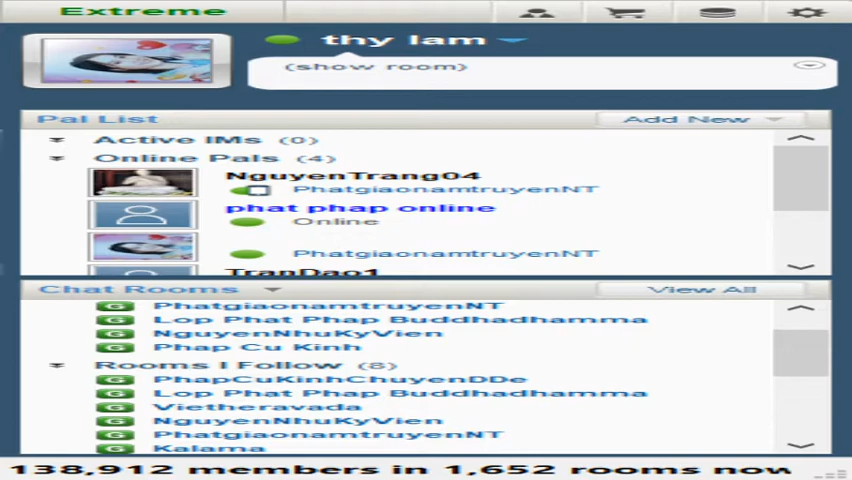 Extreme
thy lam
(show room)
Pal List
Add New
Active IMs (0)
Online Pals (4)
NguyenTrang04
PhatgiaonamtruyenNT
phat phap online
Online
PhatgiaonamtruyenNT
TranDao1
Chat Rooms
View All
G PhatgiaonamtruyenNT
G Lop Phat Phap Buddhadhamma
G NguyenNhuKyVien
G Phap Cu Kinh
Rooms I Follow (8)
G PhapCuKinhChuyenDDe
G Lop Phat Phap Buddhadhamma
G Vietheravada
G NguyenNhuKyVien
G PhatgiaonamtruyenNT
G Kalama
138,912 members in 1,652 rooms now